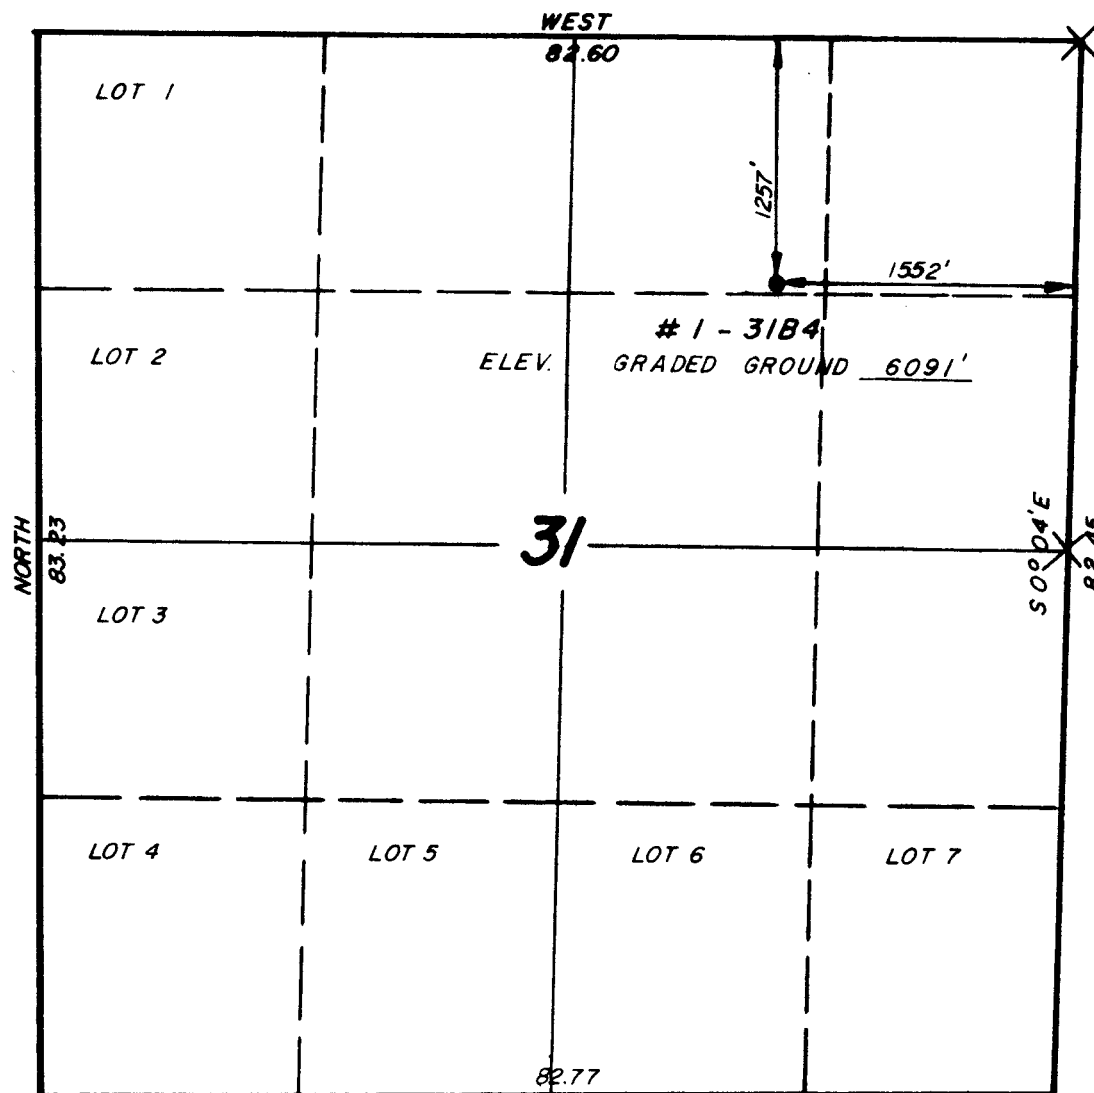 WEST
82.60
LOT 1
1257'
1552'
# 1 - 31B4
LOT 2
ELEV. GRADED GROUND 6091'
NORTH
83.23
31
S 0° 04' E
LOT 3
LOT 4
LOT 5
LOT 6
LOT 7
82.77